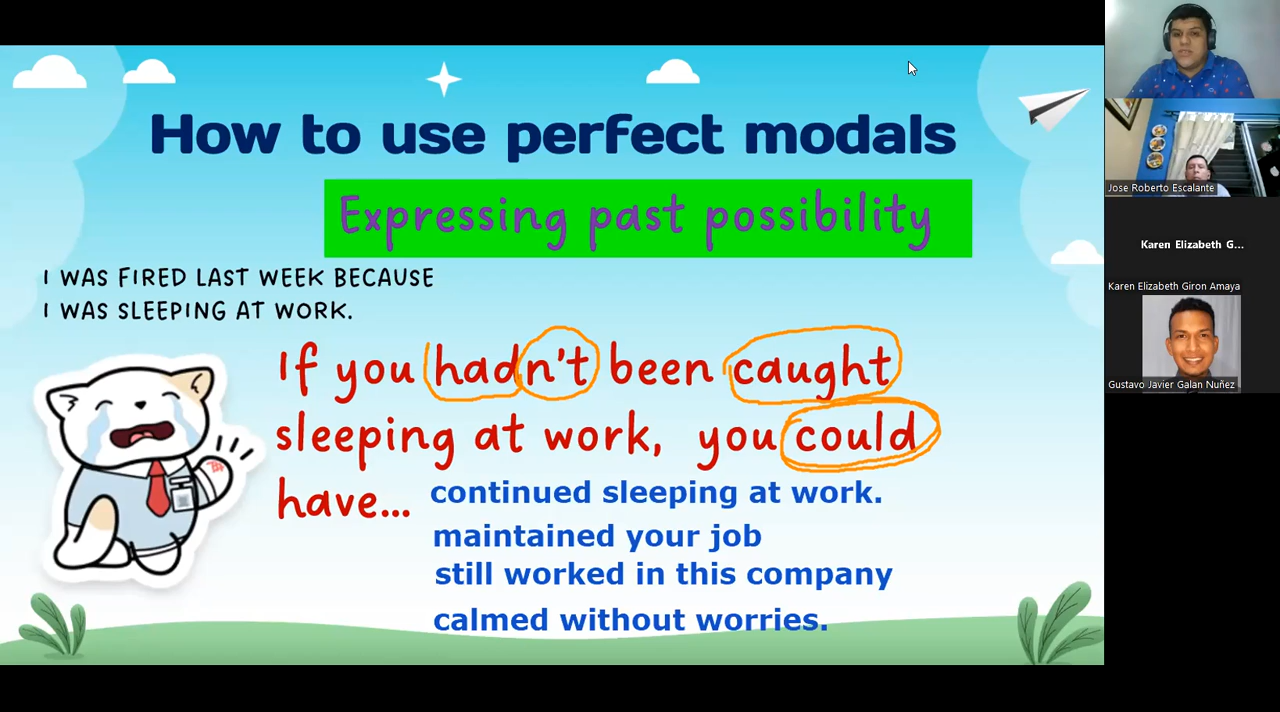 How to use perfect modals
Expressing past possibility
I WAS FIRED LAST WEEK BECAUSE
I WAS SLEEPING AT WORK.
If you hadn't been caught
sleeping at work, you could
have...
continued sleeping at work.
maintained your job
still worked in this company
calmed without worries.
Jose Roberto Escalante
Karen Elizabeth G...
Karen Elizabeth Giron Amaya
Gustavo Javier Galan Nuñez